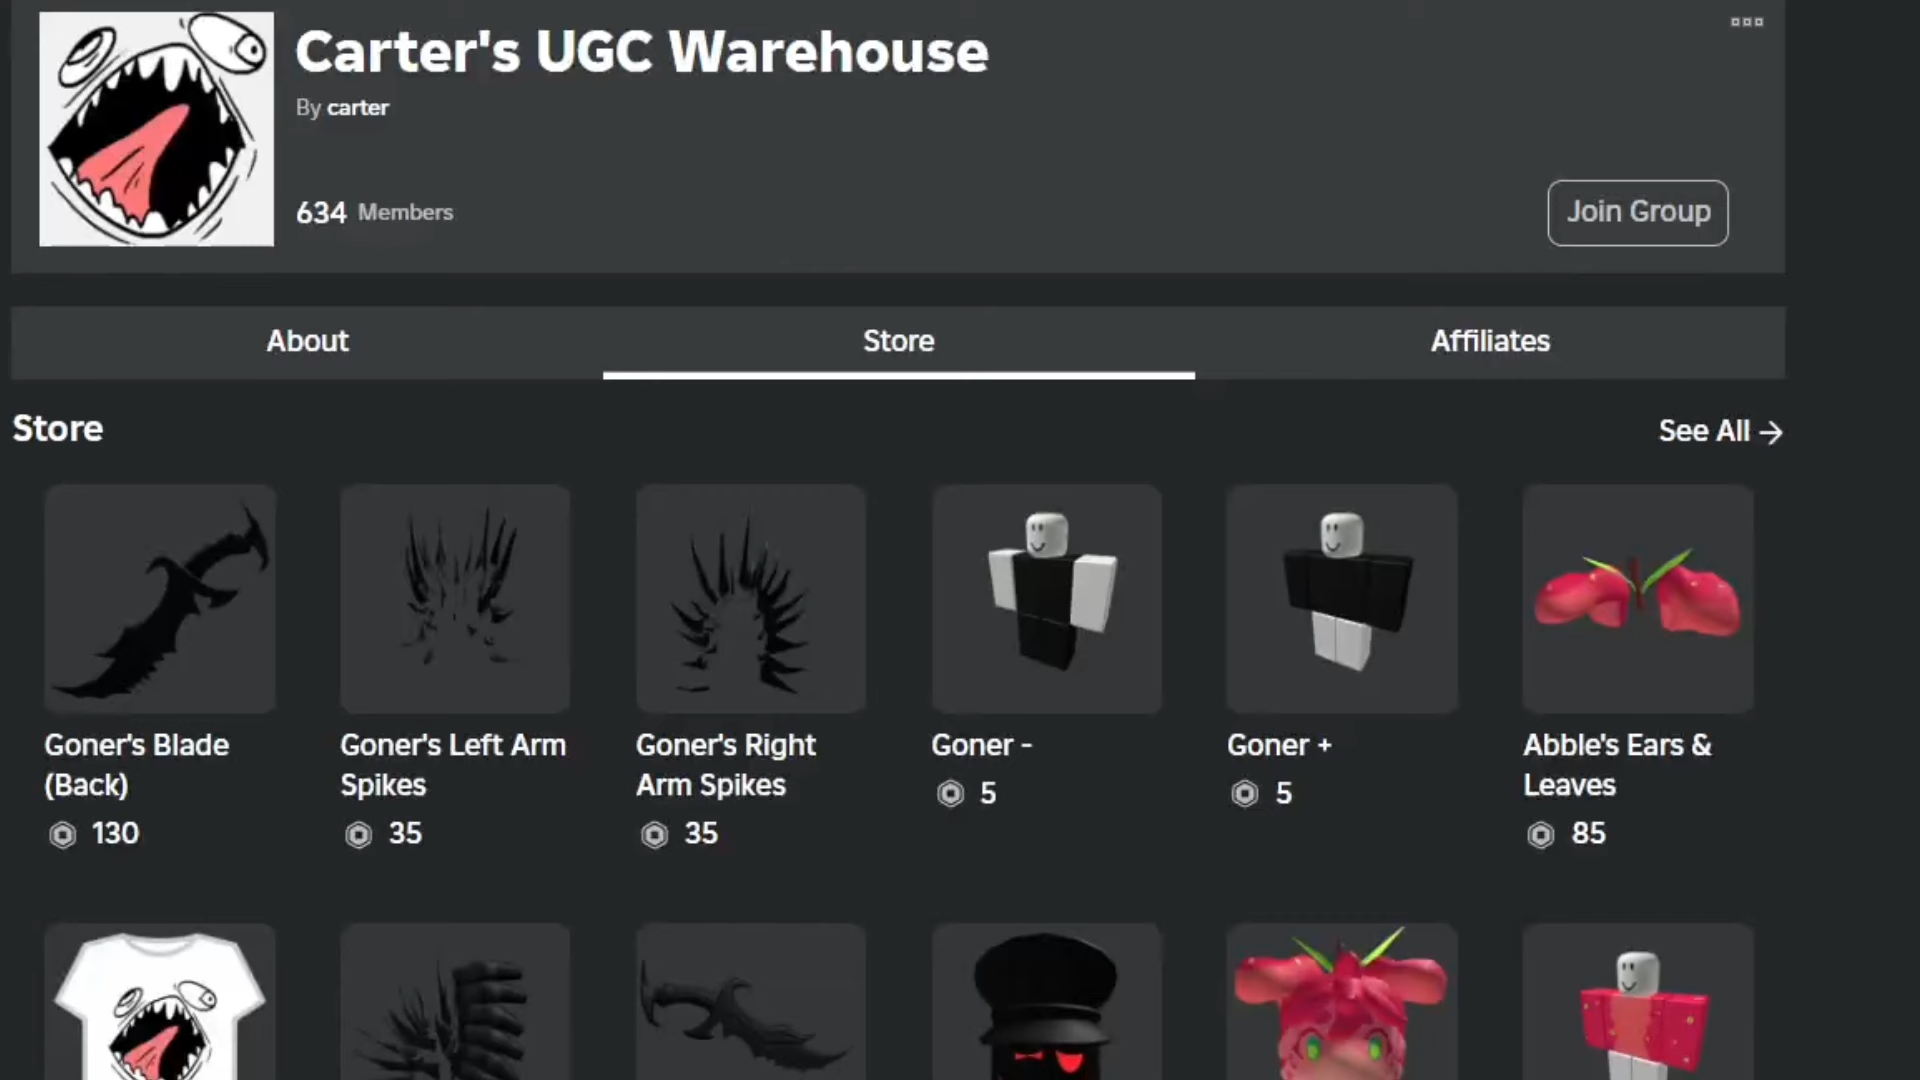 Carter's UGC Warehouse
By carter
634 Members
Join Group
About
Store
Affiliates
Store
See All
Goner's Blade
(Back)
130
Goner's Left Arm
Spikes
35
Goner's Right
Arm Spikes
35
Goner -
5
Goner +
5
Abble's Ears &
Leaves
85